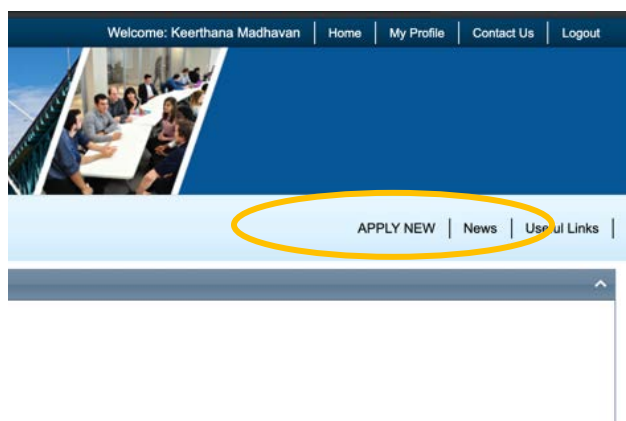 Welcome: Keerthana Madhavan | Home | My Profile | Contact Us | Logout
APPLY NEW | News | Useful Links |